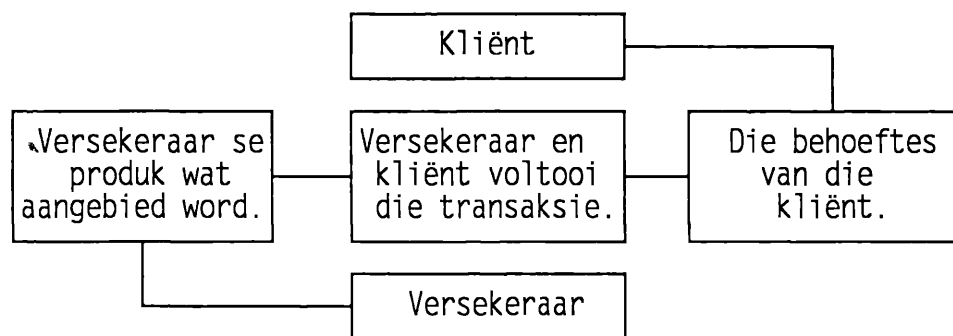 Kliënt
Versekeraar se
produk wat
aangebied word.
Versekeraar en
kliënt voltooi
die transaksie.
Die behoeftes
van die
kliënt.
Versekeraar